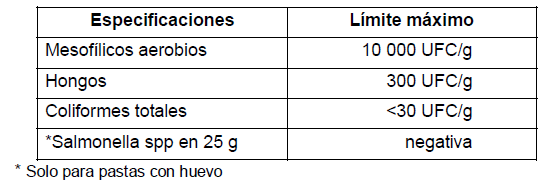 Especificaciones Límite máximo
Mesofílicos aerobios 10 000 UFC/g
Hongos 300 UFC/g
Coliformes totales <30 UFC/g
*Salmonella spp en 25 g negativa
* Solo para pastas con huevo